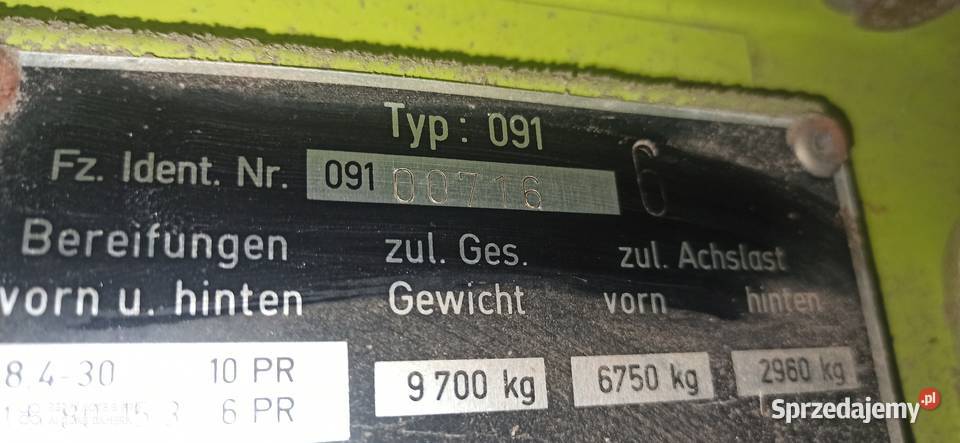 Typ: 091
Fz. Ident. Nr. 091 00716 6
Bereifungen zul. Ges. zul. Achslast
vorn u. hinten Gewicht vorn hinten
8.4-30 10 PR 9 700 kg 6750 kg 2960 kg
6 PR
Sprzedajemy.pl